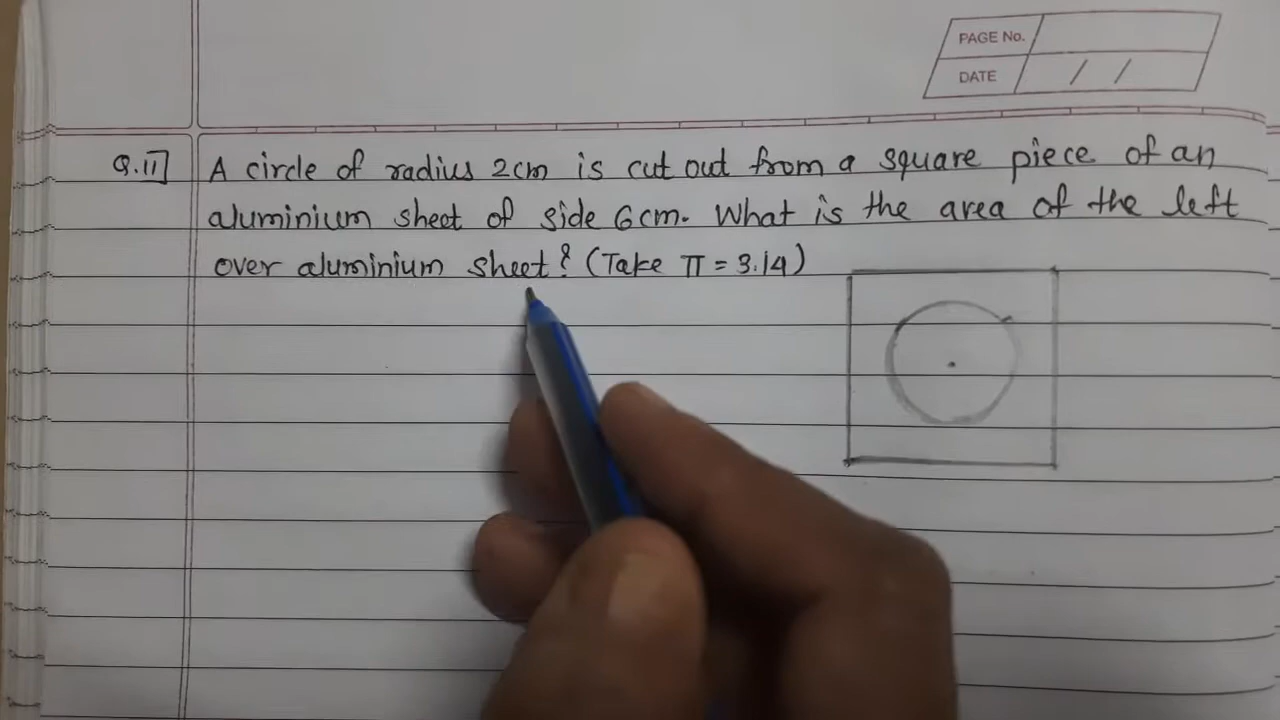 PAGE No.
DATE / /
Q.11] A circle of radius 2cm is cut out from a square piece of an
aluminium sheet of side 6cm. What is the area of the left
over aluminium sheet? (Take π = 3.14)